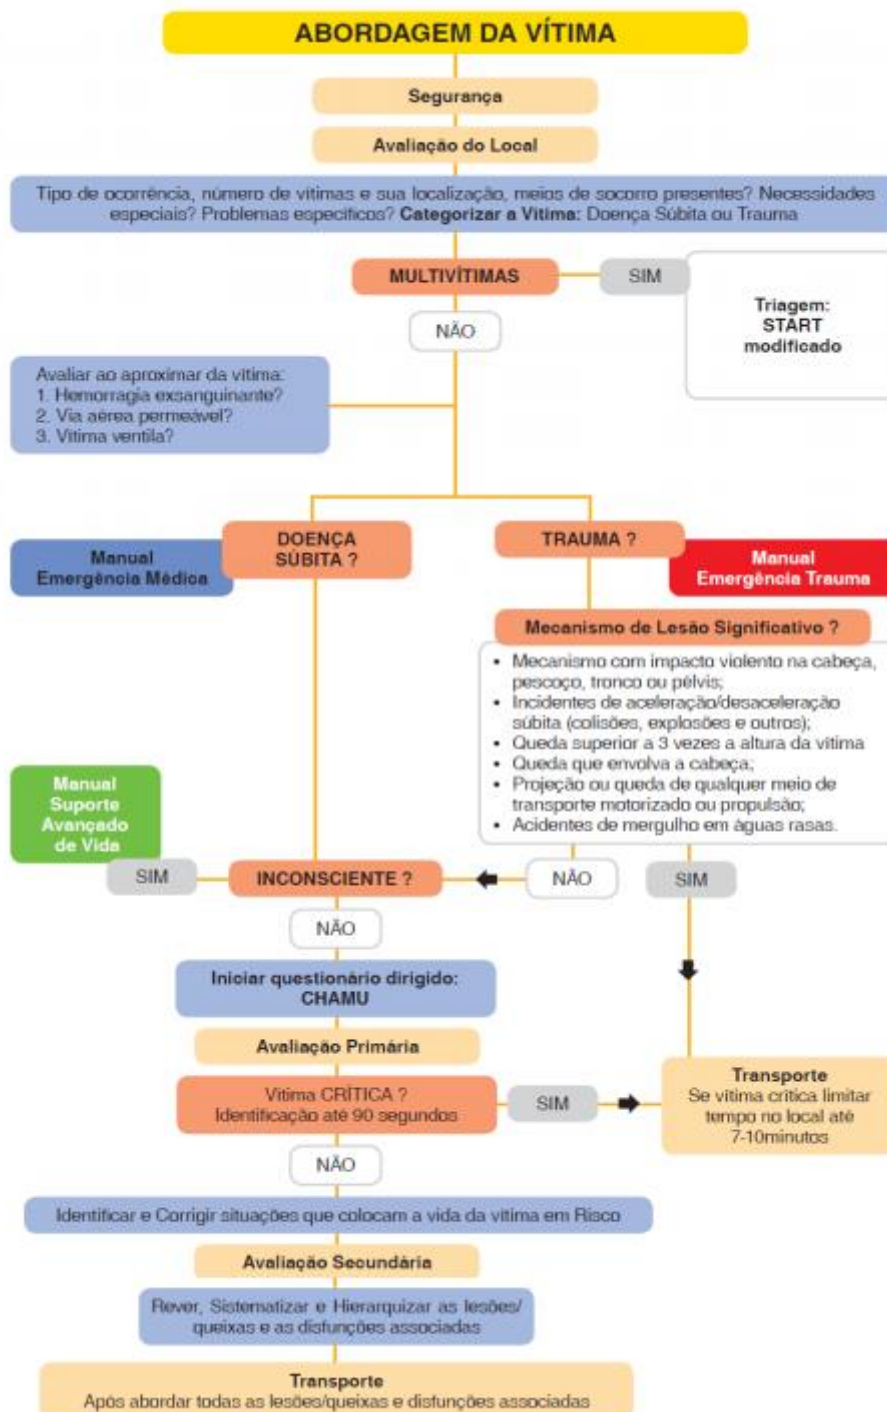 ABORDAGEM DA VÍTIMA
Segurança
Avaliação do Local
Tipo de ocorrência, número de vítimas e sua localização, meios de socorro presentes? Necessidades
especiais? Problemas específicos? Categorizar a Vítima: Doença Súbita ou Trauma
MULTIVÍTIMAS
SIM
Triagem:
START
modificado
NÃO
Avaliar ao aproximar da vítima:
1. Hemorragia exsanguinante?
2. Via aérea permeável?
3. Vítima ventila?
DOENÇA
SÚBITA ?
TRAUMA ?
Manual
Emergência Médica
Manual
Emergência Trauma
Mecanismo de Lesão Significativo ?
• Mecanismo com impacto violento na cabeça,
pescoço, tronco ou pélvis;
• Incidentes de aceleração/desaceleração
súbita (colisões, explosões e outros);
• Queda superior a 3 vezes a altura da vítima
• Queda que envolva a cabeça;
• Projeção ou queda de qualquer meio de
transporte motorizado ou propulsão;
• Acidentes de mergulho em águas rasas.
Manual
Suporte
Avançado
de Vida
SIM
INCONSCIENTE ?
NÃO
SIM
NÃO
Iniciar questionário dirigido:
CHAMU
Avaliação Primária
Vítima CRÍTICA ?
Identificação até 90 segundos
SIM
Transporte
Se vítima crítica limitar
tempo no local até
7-10minutos
NÃO
Identificar e Corrigir situações que colocam a vida da vítima em Risco
Avaliação Secundária
Rever, Sistematizar e Hierarquizar as lesões/
queixas e as disfunções associadas
Transporte
Após abordar todas as lesões/queixas e disfunções associadas